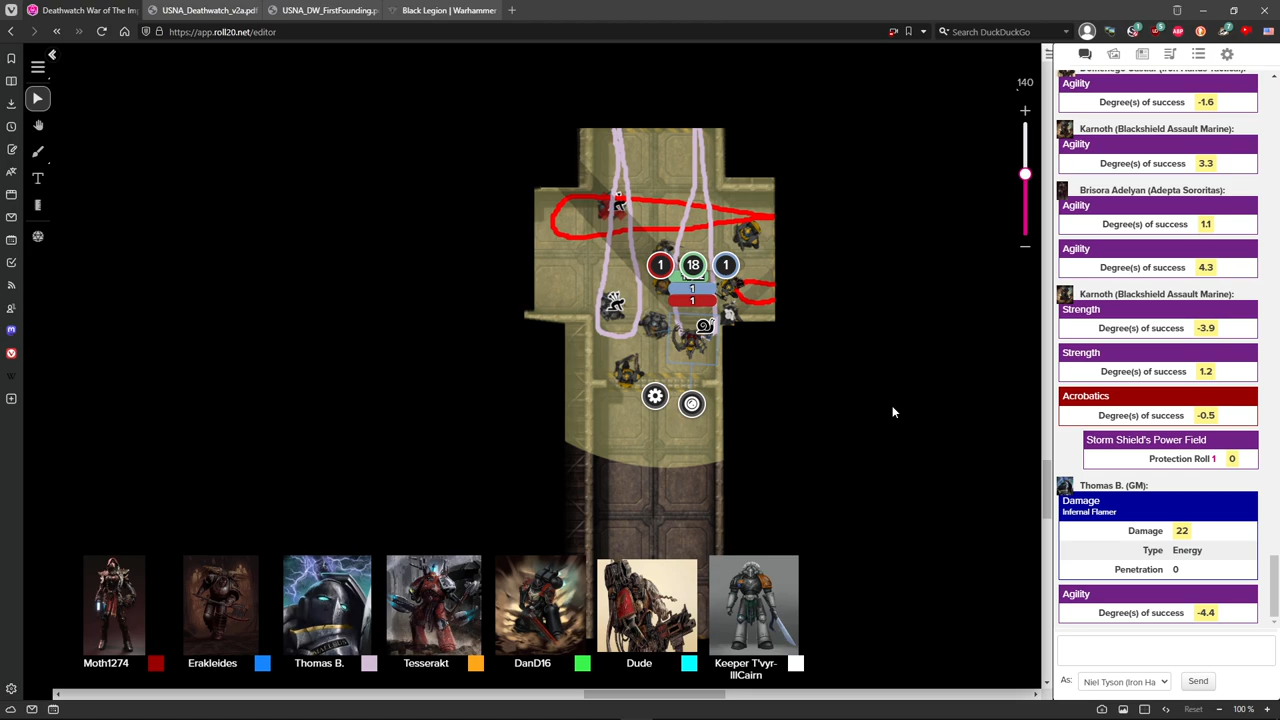 Deathwatch War of The Imp
USNA_Deathwatch_v2a.pdf
USNA_DW_FirstFounding.p
Black Legion | Warhammer
https://app.roll20.net/editor
Search DuckDuckGo
140
Agility
Degree(s) of success -1.6
Karnoth (Blackshield Assault Marine):
Agility
Degree(s) of success 3.3
Brisora Adelyan (Adepta Sororitas):
Agility
Degree(s) of success 1.1
Agility
Degree(s) of success 4.3
Karnoth (Blackshield Assault Marine):
Strength
Degree(s) of success -3.9
Strength
Degree(s) of success 1.2
Acrobatics
Degree(s) of success -0.5
Storm Shield's Power Field
Protection Roll 1 0
Thomas B. (GM):
Damage
Infernal Flamer
Damage 22
Type Energy
Penetration 0
Agility
Degree(s) of success -4.4
1 18 1
1
1
Moth1274
Erakleides
Thomas B.
Tesserakt
DanD16
Dude
Keeper T'vyr-
IllCairn
As: Niel Tyson (Iron Ha
Send
Reset
100 %